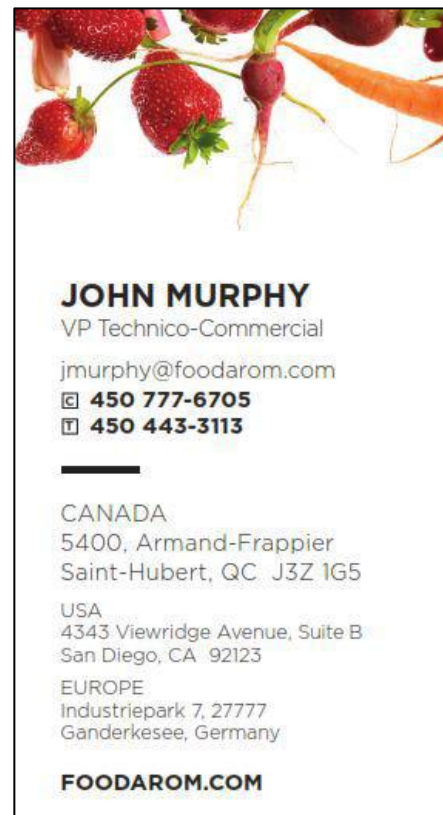 JOHN MURPHY
VP Technico-Commercial
jmurphy@foodarom.com
C 450 777-6705
T 450 443-3113
CANADA
5400, Armand-Frappier
Saint-Hubert, QC J3Z 1G5
USA
4343 Viewridge Avenue, Suite B
San Diego, CA 92123
EUROPE
Industriepark 7, 27777
Ganderkesee, Germany
FOODAROM.COM